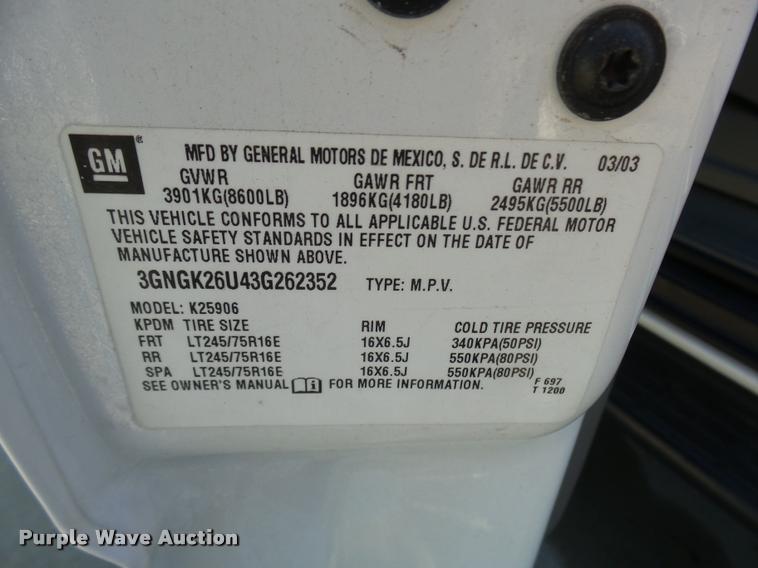 GM ®
MFD BY GENERAL MOTORS DE MEXICO, S. DE R.L. DE C.V. 03/03
GVWR GAWR FRT GAWR RR
3901KG(8600LB) 1896KG(4180LB) 2495KG(5500LB)
THIS VEHICLE CONFORMS TO ALL APPLICABLE U.S. FEDERAL MOTOR
VEHICLE SAFETY STANDARDS IN EFFECT ON THE DATE OF
MANUFACTURE SHOWN ABOVE.
3GNGK26U43G262352 TYPE: M.P.V.
MODEL: K25906
KPDM TIRE SIZE RIM COLD TIRE PRESSURE
FRT LT245/75R16E 16X6.5J 340KPA(50PSI)
RR LT245/75R16E 16X6.5J 550KPA(80PSI)
SPA LT245/75R16E 16X6.5J 550KPA(80PSI)
SEE OWNER'S MANUAL FOR MORE INFORMATION.
F 697
T 1200
Purple Wave Auction